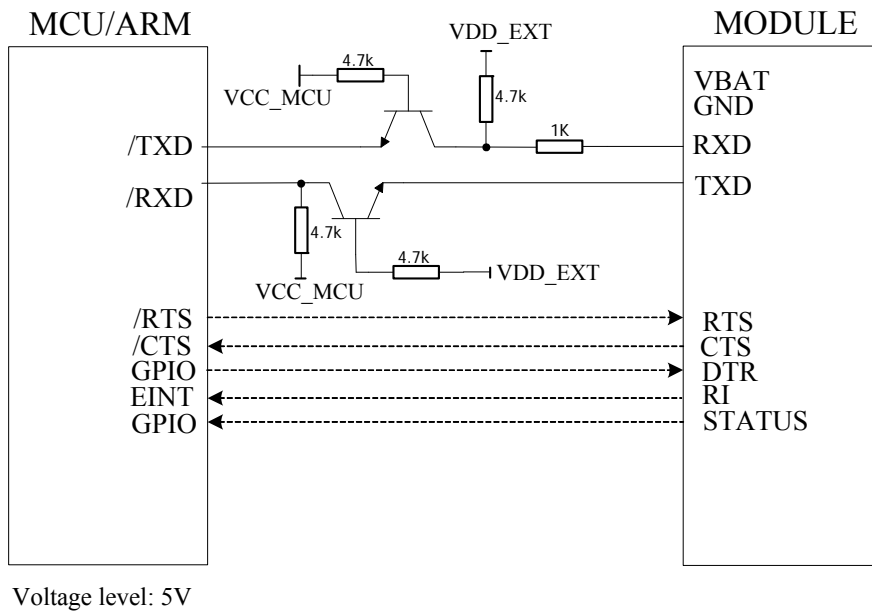 MCU/ARM
MODULE
VDD_EXT
4.7k
VCC_MCU
4.7k
VBAT
GND
1K
/TXD
RXD
/RXD
TXD
4.7k
4.7k
VDD_EXT
VCC_MCU
/RTS
RTS
/CTS
CTS
GPIO
DTR
EINT
RI
GPIO
STATUS
Voltage level: 5V